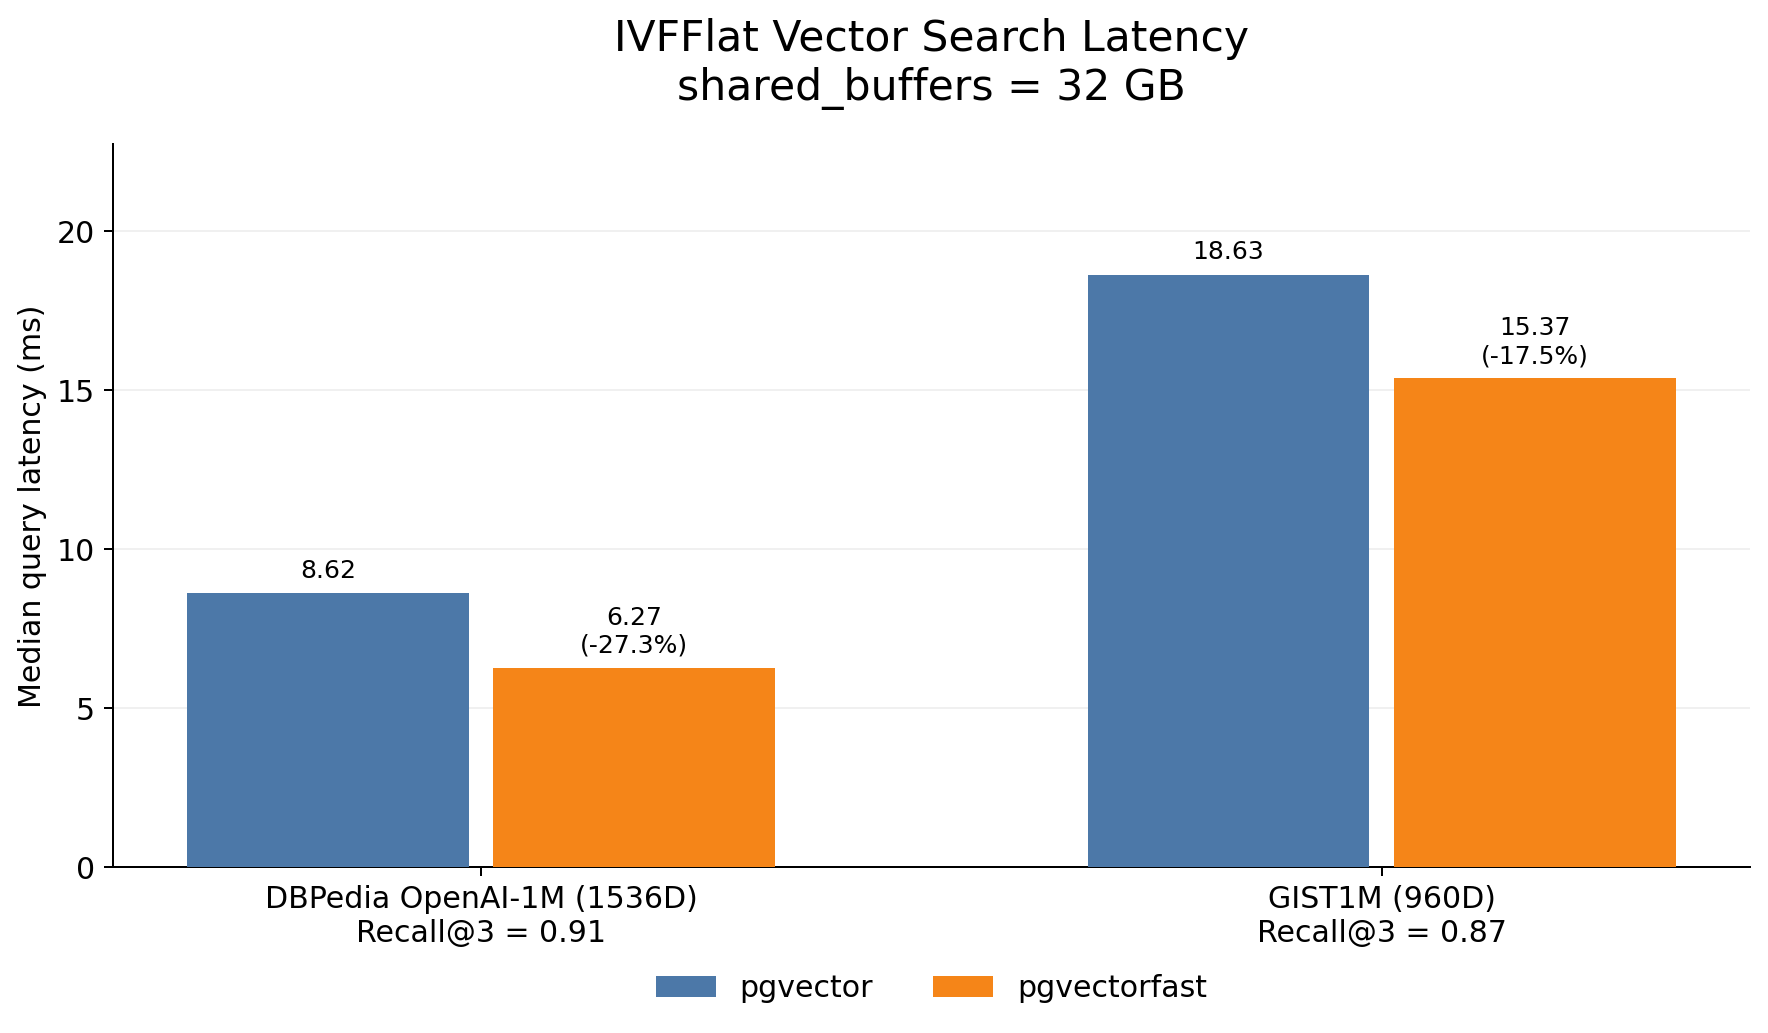 IVFFlat Vector Search Latency
shared_buffers = 32 GB
Median query latency (ms)
20
15
10
5
0
8.62
6.27
(-27.3%)
18.63
15.37
(-17.5%)
DBPedia OpenAI-1M (1536D)
Recall@3 = 0.91
GIST1M (960D)
Recall@3 = 0.87
pgvector
pgvectorfast